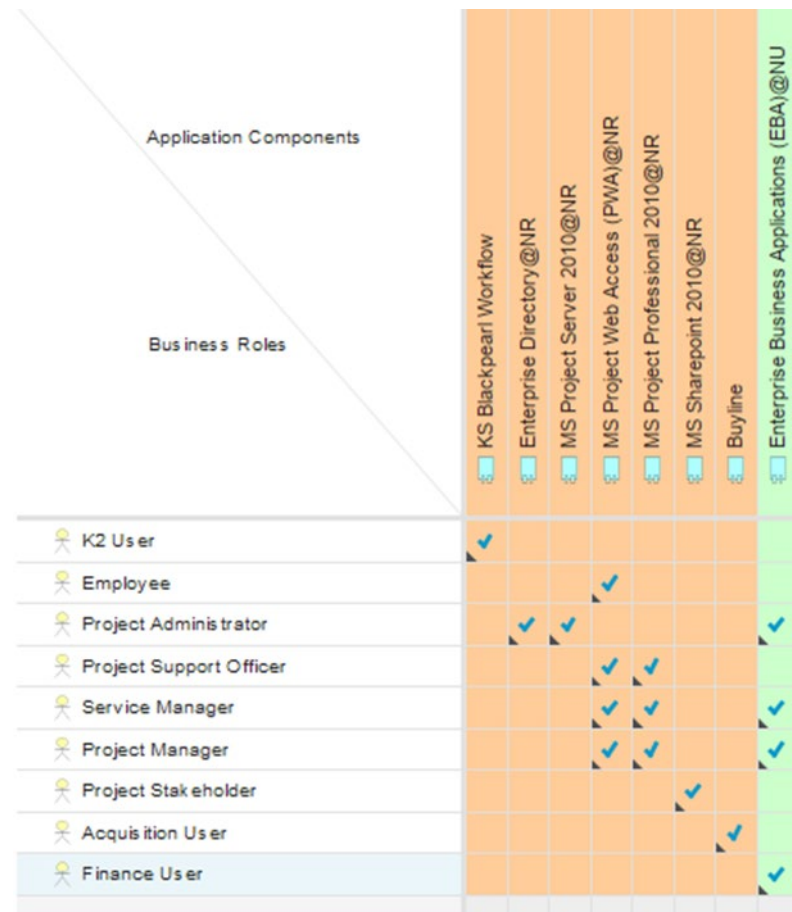 Application Components
Business Roles
KS Blackpearl Workflow
Enterprise Directory@NR
MS Project Server 2010@NR
MS Project Web Access (PWA)@NR
MS Project Professional 2010@NR
MS Sharepoint 2010@NR
Buyline
Enterprise Business Applications (EBA)@NU
K2 User
Employee
Project Administrator
Project Support Officer
Service Manager
Project Manager
Project Stakeholder
Acquisition User
Finance User